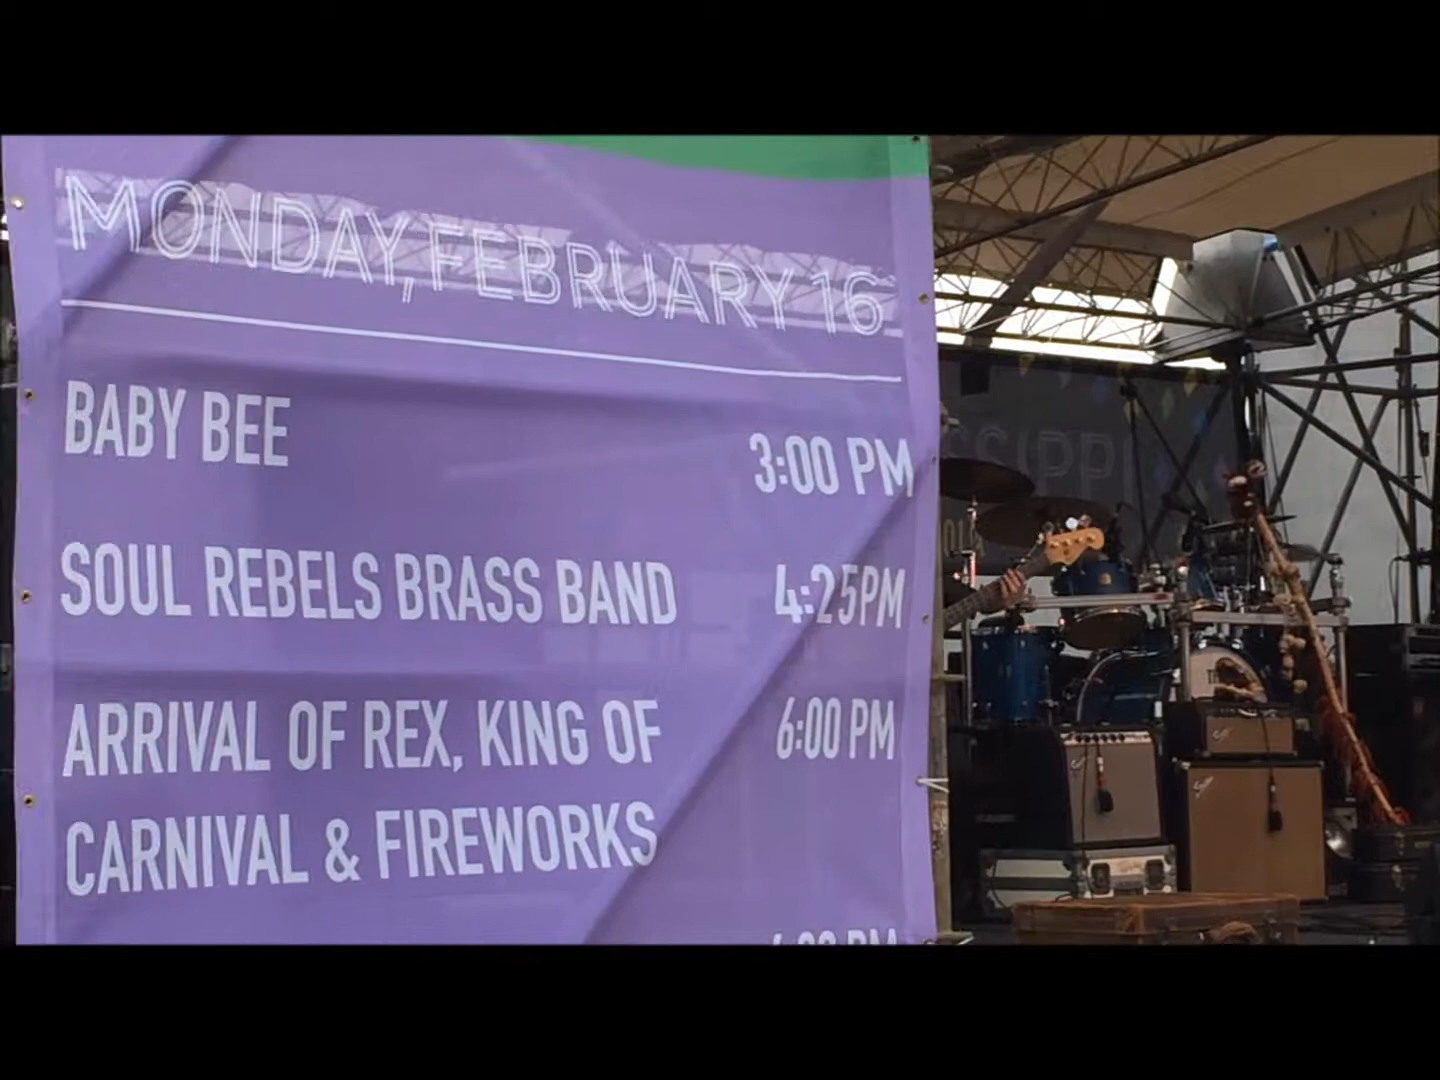 MONDAY, FEBRUARY 16
BABY BEE 3:00 PM
SOUL REBELS BRASS BAND 4:25PM
ARRIVAL OF REX, KING OF 6:00 PM
CARNIVAL & FIREWORKS
SSIPPI